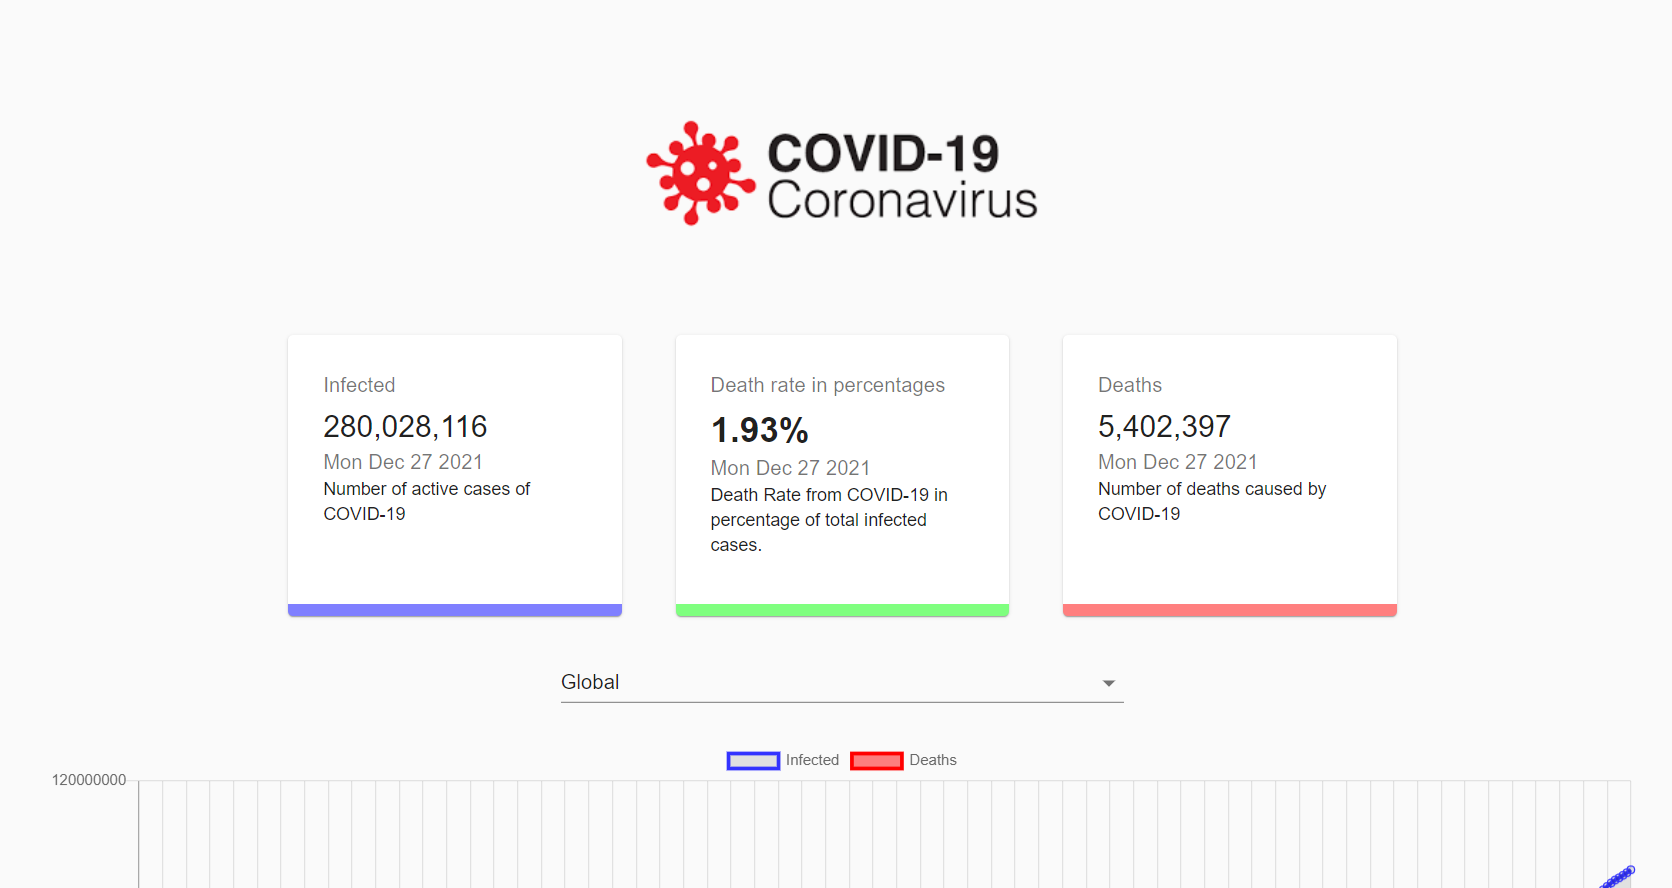 COVID-19
Coronavirus
Infected
280,028,116
Mon Dec 27 2021
Number of active cases of
COVID-19
Death rate in percentages
1.93%
Mon Dec 27 2021
Death Rate from COVID-19 in
percentage of total infected
cases.
Deaths
5,402,397
Mon Dec 27 2021
Number of deaths caused by
COVID-19
Global
Infected
Deaths
120000000